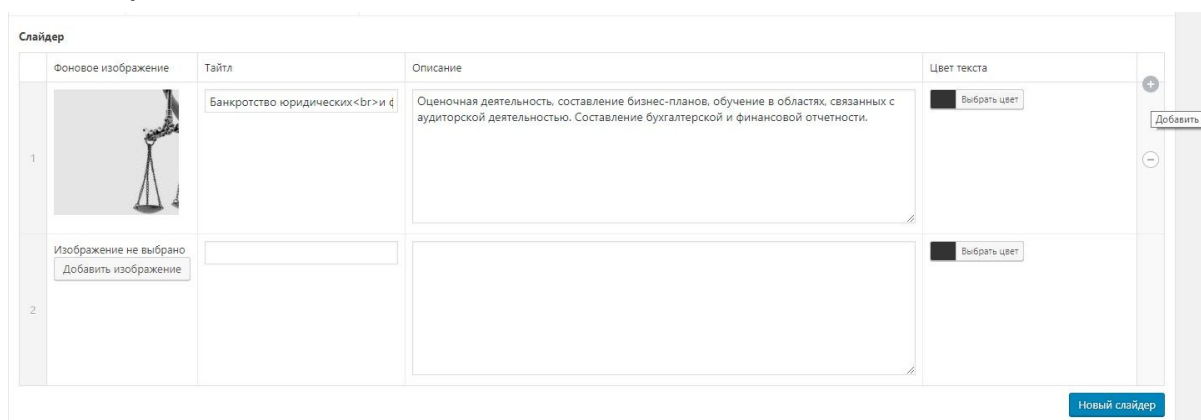 Слайдер
Фоновое изображение Тайтл Описание Цвет текста
Банкротство юридических<br>и ф
Оценочная деятельность, составление бизнес-планов, обучение в областях, связанных с
аудиторской деятельностью. Составление бухгалтерской и финансовой отчетности.
Выбрать цвет
Добавить
1
Изображение не выбрано
Добавить изображение
Выбрать цвет
2
Новый слайдер